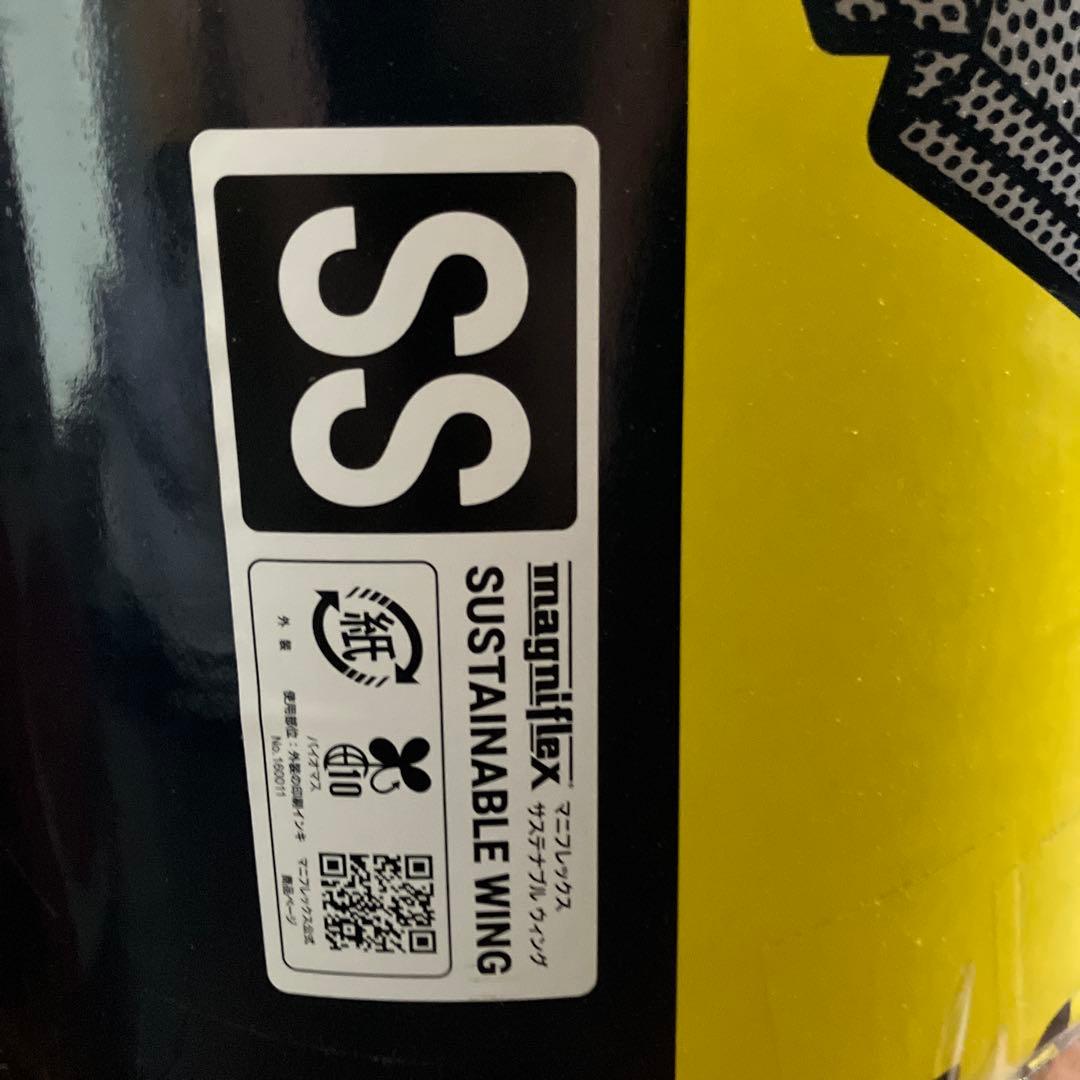 SS
magniflex マニフレックス
サステナブル ウィング
SUSTAINABLE WING
紙
外装
バイオマス
10
使用部位：外装の印刷インキ
No.160011
マニフレックス公式
商品ページ